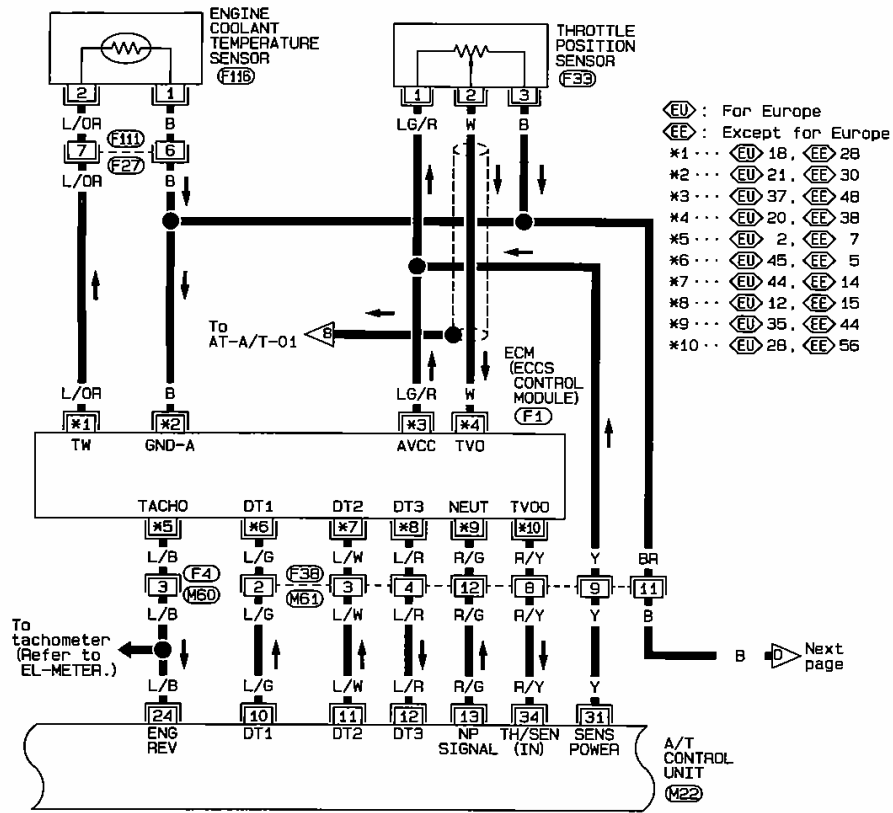 ENGINE
COOLANT
TEMPERATURE
SENSOR
F116
THROTTLE
POSITION
SENSOR
F33
2 1
1 2 3
L/OR B
LG/R W B
EU : For Europe
EE : Except for Europe
*1 ··· EU 18, EE 28
*2 ··· EU 21, EE 30
*3 ··· EU 37, EE 48
*4 ··· EU 20, EE 38
*5 ··· EU 2, EE 7
*6 ··· EU 45, EE 5
*7 ··· EU 44, EE 14
*8 ··· EU 12, EE 15
*9 ··· EU 35, EE 44
*10 ·· EU 28, EE 56
F111
7 6
F27
L/OR B
To
AT-A/T-01
B
ECM
(ECCS
CONTROL
MODULE)
F1
L/OR B LG/R W
*1 *2 *3 *4
TW GND-A AVCC TVO
TACHO DT1 DT2 DT3 NEUT TVOO
*5 *6 *7 *8 *9 *10
L/B L/G L/W L/R R/G R/Y Y BR
F4 F38
3 2 3 4 12 8 9 11
M60 M61
L/B L/G L/W L/R R/G R/Y Y B
To
tachometer
(Refer to
EL-METER.)
B D Next
page
L/B L/G L/W L/R R/G R/Y Y
24 10 11 12 13 34 31
ENG
REV
DT1 DT2 DT3
NP
SIGNAL
TH/SEN
(IN)
SENS
POWER
A/T
CONTROL
UNIT
M22